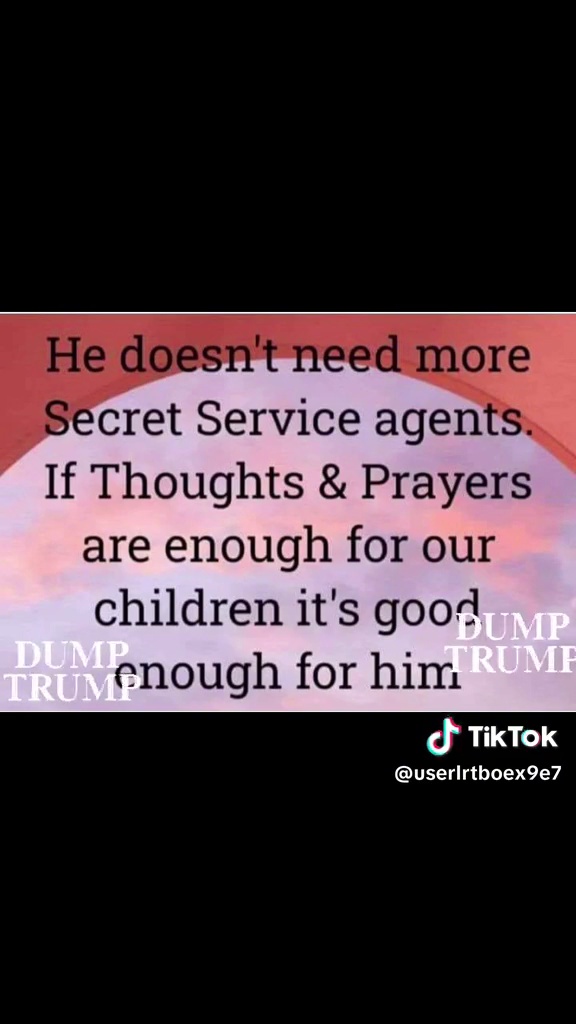 He doesn't need more
Secret Service agents.
If Thoughts & Prayers
are enough for our
children it's good
enough for him
DUMP
TRUMP
DUMP
TRUMP
TikTok
@userlrtboex9e7